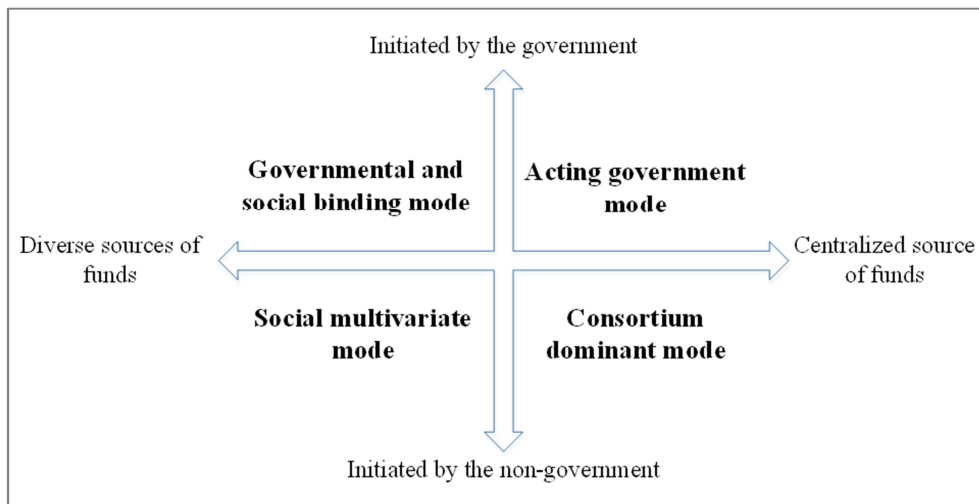 Initiated by the government
Governmental and
social binding mode
Acting government
mode
Diverse sources of
funds
Centralized source
of funds
Social multivariate
mode
Consortium
dominant mode
Initiated by the non-government